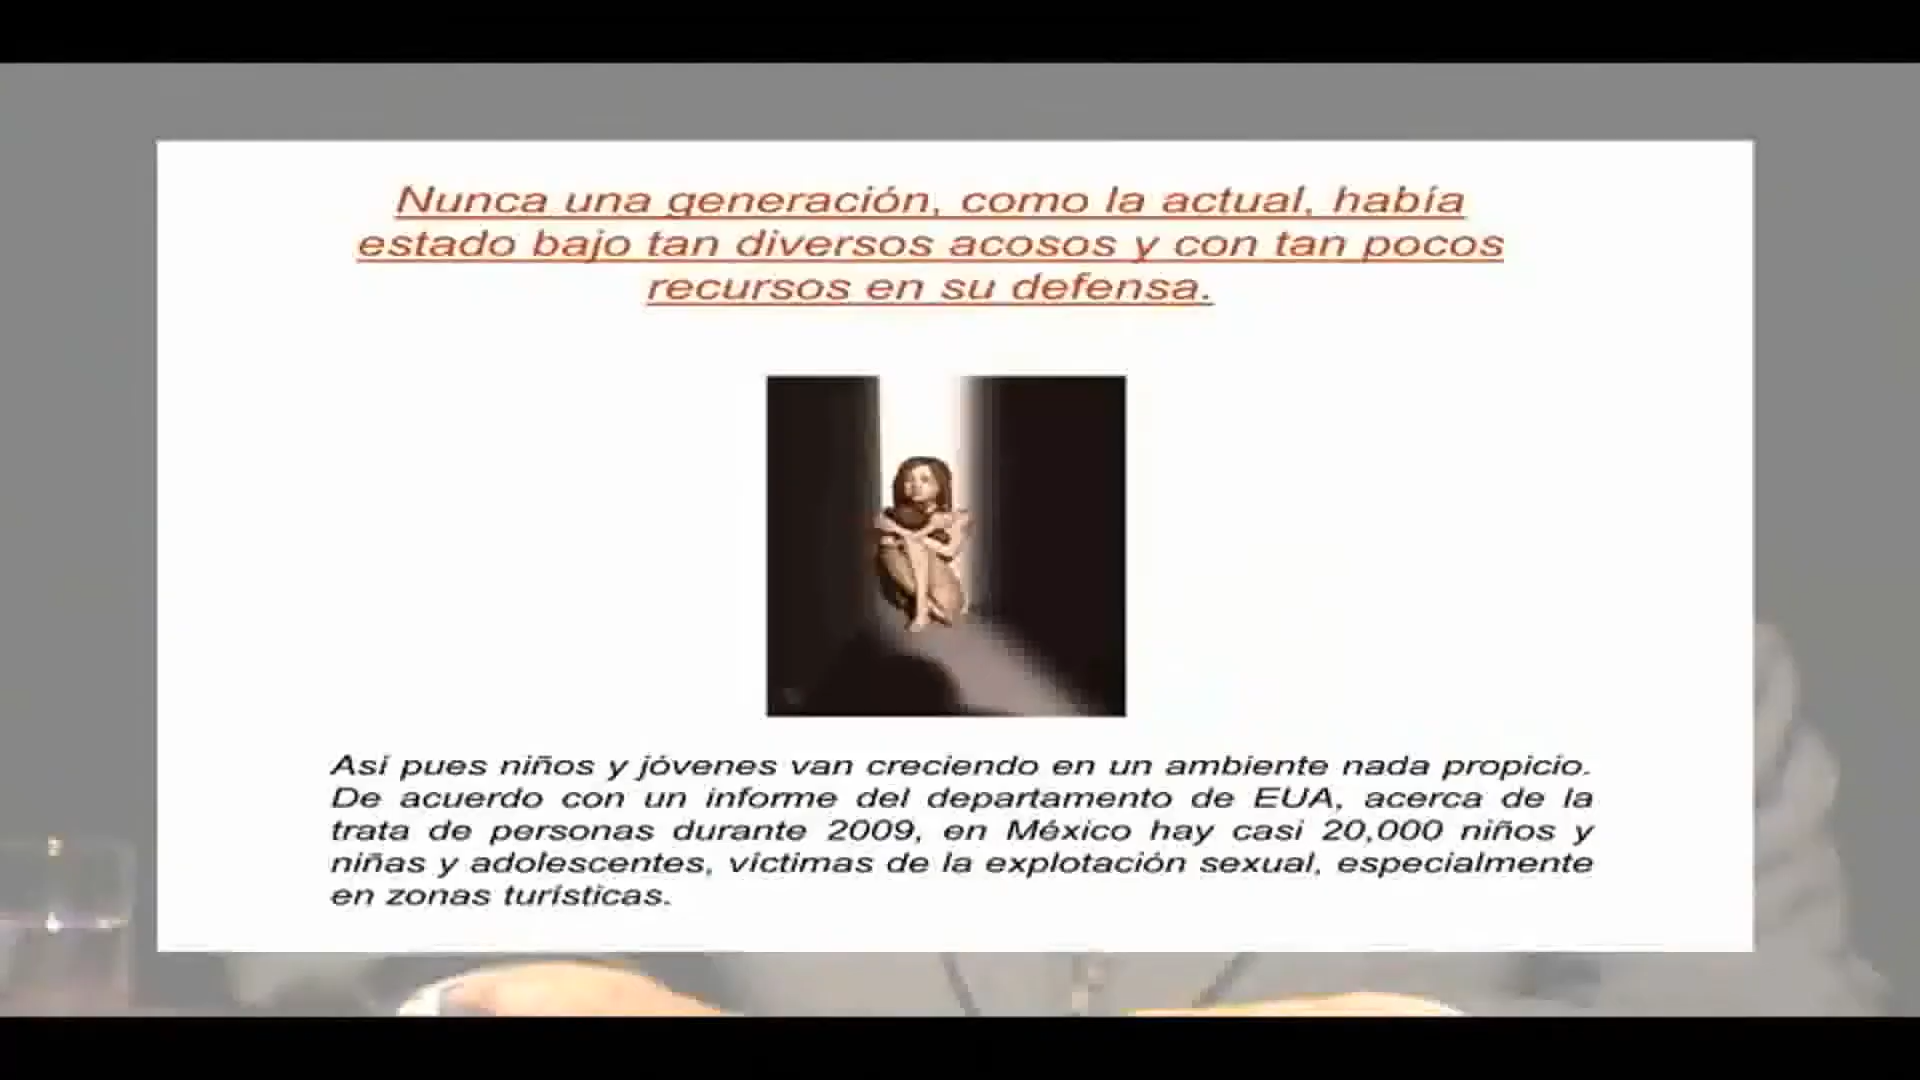 Nunca una generación, como la actual, había
estado bajo tan diversos acosos y con tan pocos
recursos en su defensa.
Así pues niños y jóvenes van creciendo en un ambiente nada propicio.
De acuerdo con un informe del departamento de EUA, acerca de la
trata de personas durante 2009, en México hay casi 20,000 niños y
niñas y adolescentes, víctimas de la explotación sexual, especialmente
en zonas turísticas.